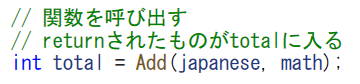 // 関数を呼び出す
// returnされたものがtotalに入る
int total = Add(japanese, math);